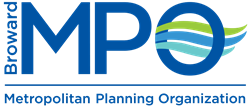 Broward
MPO
Metropolitan Planning Organization